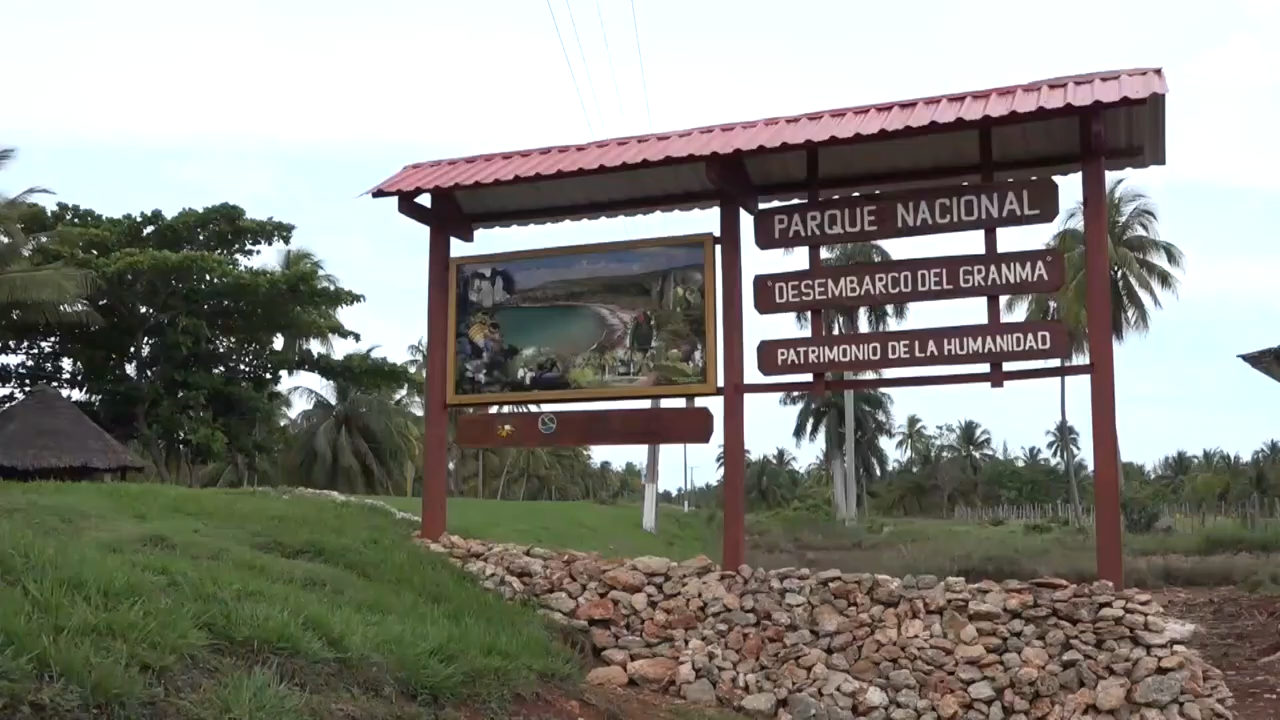 PARQUE NACIONAL
"DESEMBARCO DEL GRANMA"
PATRIMONIO DE LA HUMANIDAD